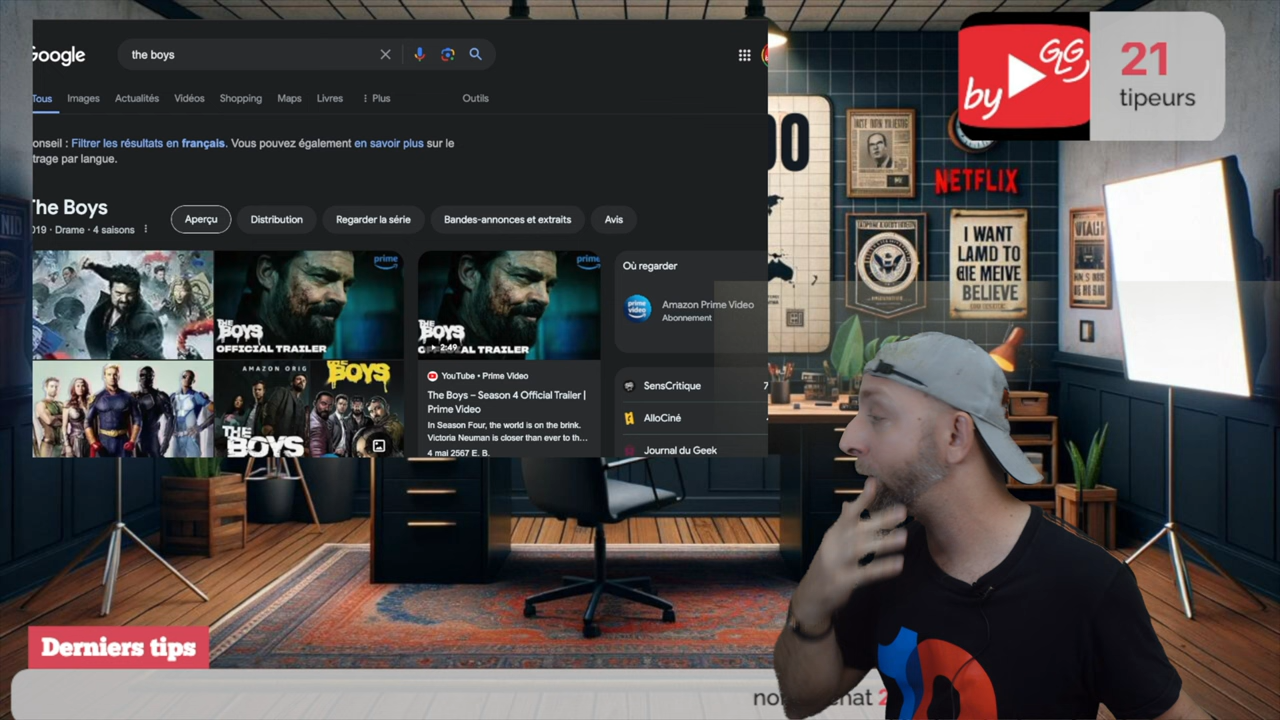 Google
the boys
Tous Images Actualités Vidéos Shopping Maps Livres Plus Outils
onseil : Filtrer les résultats en français. Vous pouvez également en savoir plus sur le
trage par langue.
The Boys
019 · Drame · 4 saisons
Aperçu Distribution Regarder la série Bandes-annonces et extraits Avis
prime
THE BOYS
OFFICIAL TRAILER
prime
THE BOYS
2:49
AL TRAILER
AMAZON ORIG
THE BOYS
THE BOYS
YouTube • Prime Video
The Boys – Season 4 Official Trailer |
Prime Video
In Season Four, the world is on the brink.
Victoria Neuman is closer than ever to th...
4 mai 2567 E. B.
Où regarder
prime video
Amazon Prime Video
Abonnement
SensCritique 7
AlloCiné
Journal du Geek
by GLG
21
tipeurs
NETFLIX
I WANT
LAMD TO
GIE MEIVE
BELIEVE
Derniers tips